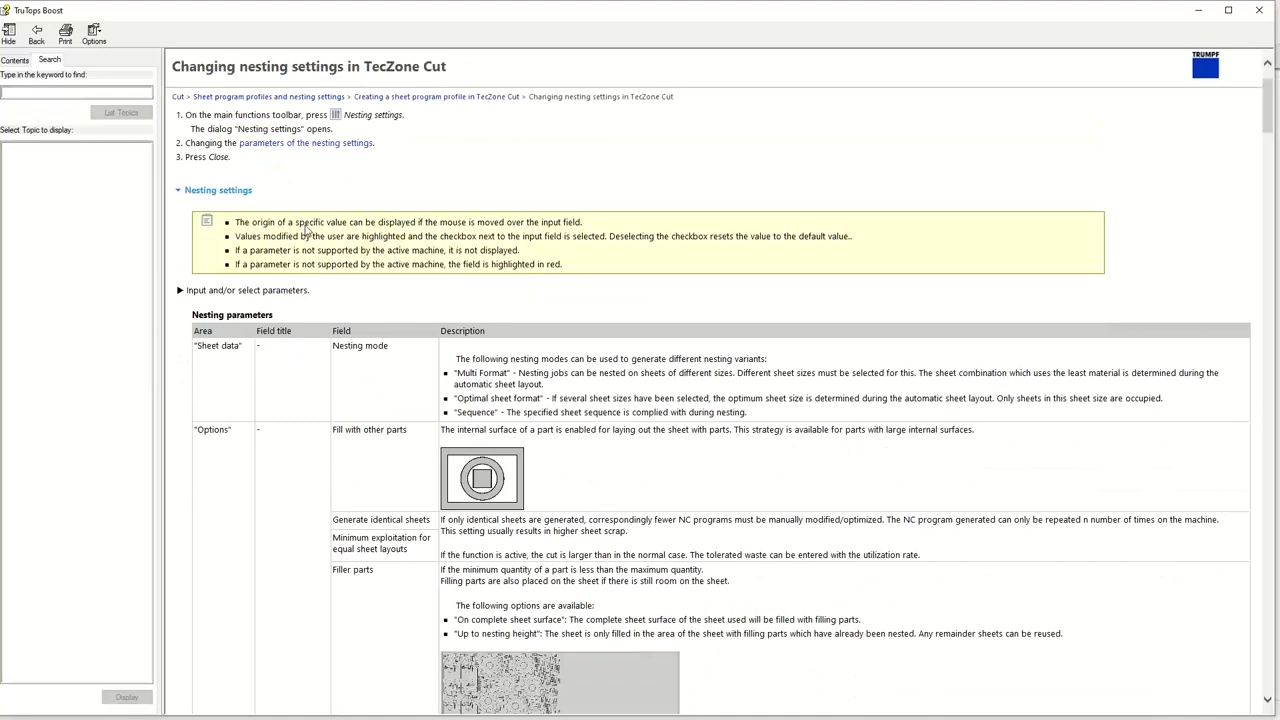 TruTops Boost
Hide Back Print Options
Contents Search
Type in the keyword to find:
List Topics
Select Topic to display:
Display
Changing nesting settings in TecZone Cut
TRUMPF
Cut > Sheet program profiles and nesting settings > Creating a sheet program profile in TecZone Cut > Changing nesting settings in TecZone Cut
1. On the main functions toolbar, press Nesting settings.
The dialog "Nesting settings" opens.
2. Changing the parameters of the nesting settings.
3. Press Close.
Nesting settings
The origin of a specific value can be displayed if the mouse is moved over the input field.
Values modified by the user are highlighted and the checkbox next to the input field is selected. Deselecting the checkbox resets the value to the default value..
If a parameter is not supported by the active machine, it is not displayed.
If a parameter is not supported by the active machine, the field is highlighted in red.
Input and/or select parameters.
Nesting parameters
Area Field title Field Description
"Sheet data" - Nesting mode
The following nesting modes can be used to generate different nesting variants:
"Multi Format" - Nesting jobs can be nested on sheets of different sizes. Different sheet sizes must be selected for this. The sheet combination which uses the least material is determined during the
automatic sheet layout.
"Optimal sheet format" - If several sheet sizes have been selected, the optimum sheet size is determined during the automatic sheet layout. Only sheets in this sheet size are occupied.
"Sequence" - The specified sheet sequence is complied with during nesting.
"Options" - Fill with other parts The internal surface of a part is enabled for laying out the sheet with parts. This strategy is available for parts with large internal surfaces.
Generate identical sheets If only identical sheets are generated, correspondingly fewer NC programs must be manually modified/optimized. The NC program generated can only be repeated n number of times on the machine.
This setting usually results in higher sheet scrap.
Minimum exploitation for
equal sheet layouts
If the function is active, the cut is larger than in the normal case. The tolerated waste can be entered with the utilization rate.
Filler parts If the minimum quantity of a part is less than the maximum quantity.
Filling parts are also placed on the sheet if there is still room on the sheet.
The following options are available:
"On complete sheet surface": The complete sheet surface of the sheet used will be filled with filling parts.
"Up to nesting height": The sheet is only filled in the area of the sheet with filling parts which have already been nested. Any remainder sheets can be reused.